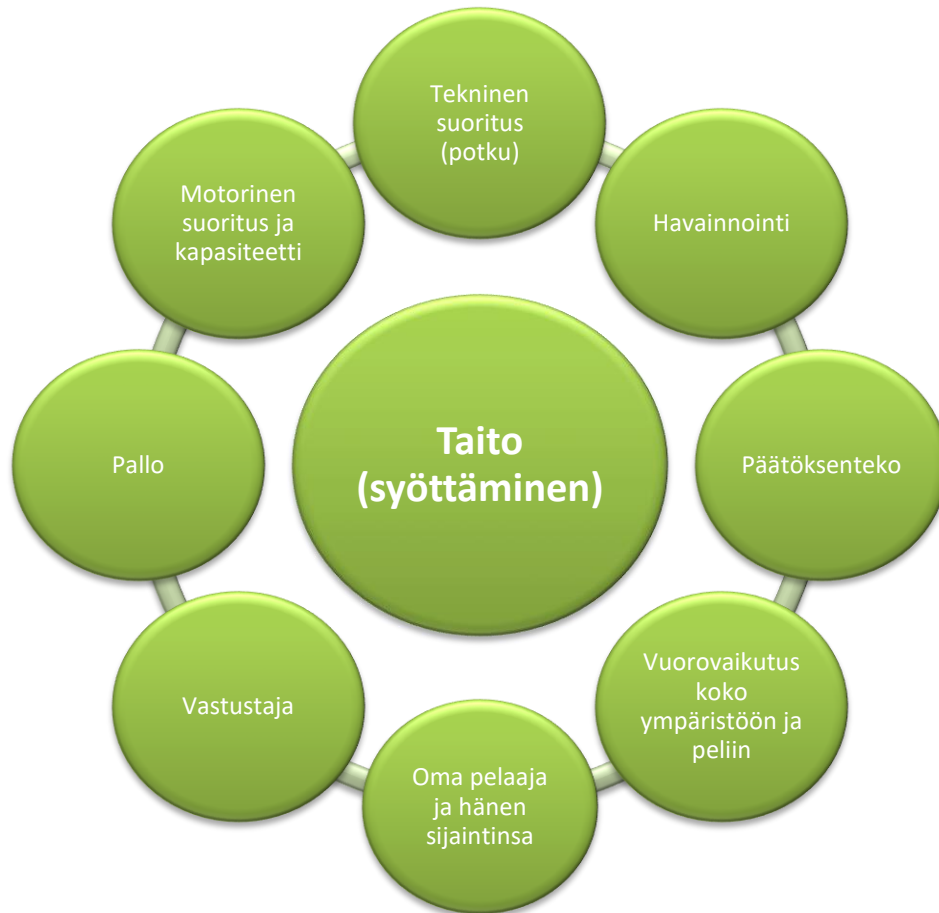 Tekninen
suoritus
(potku)
Havainnointi
Päätöksenteko
Vuorovaikutus
koko
ympäristöön ja
peliin
Oma pelaaja
ja hänen
sijaintinsa
Vastustaja
Pallo
Motorinen
suoritus ja
kapasiteetti
Taito
(syöttäminen)